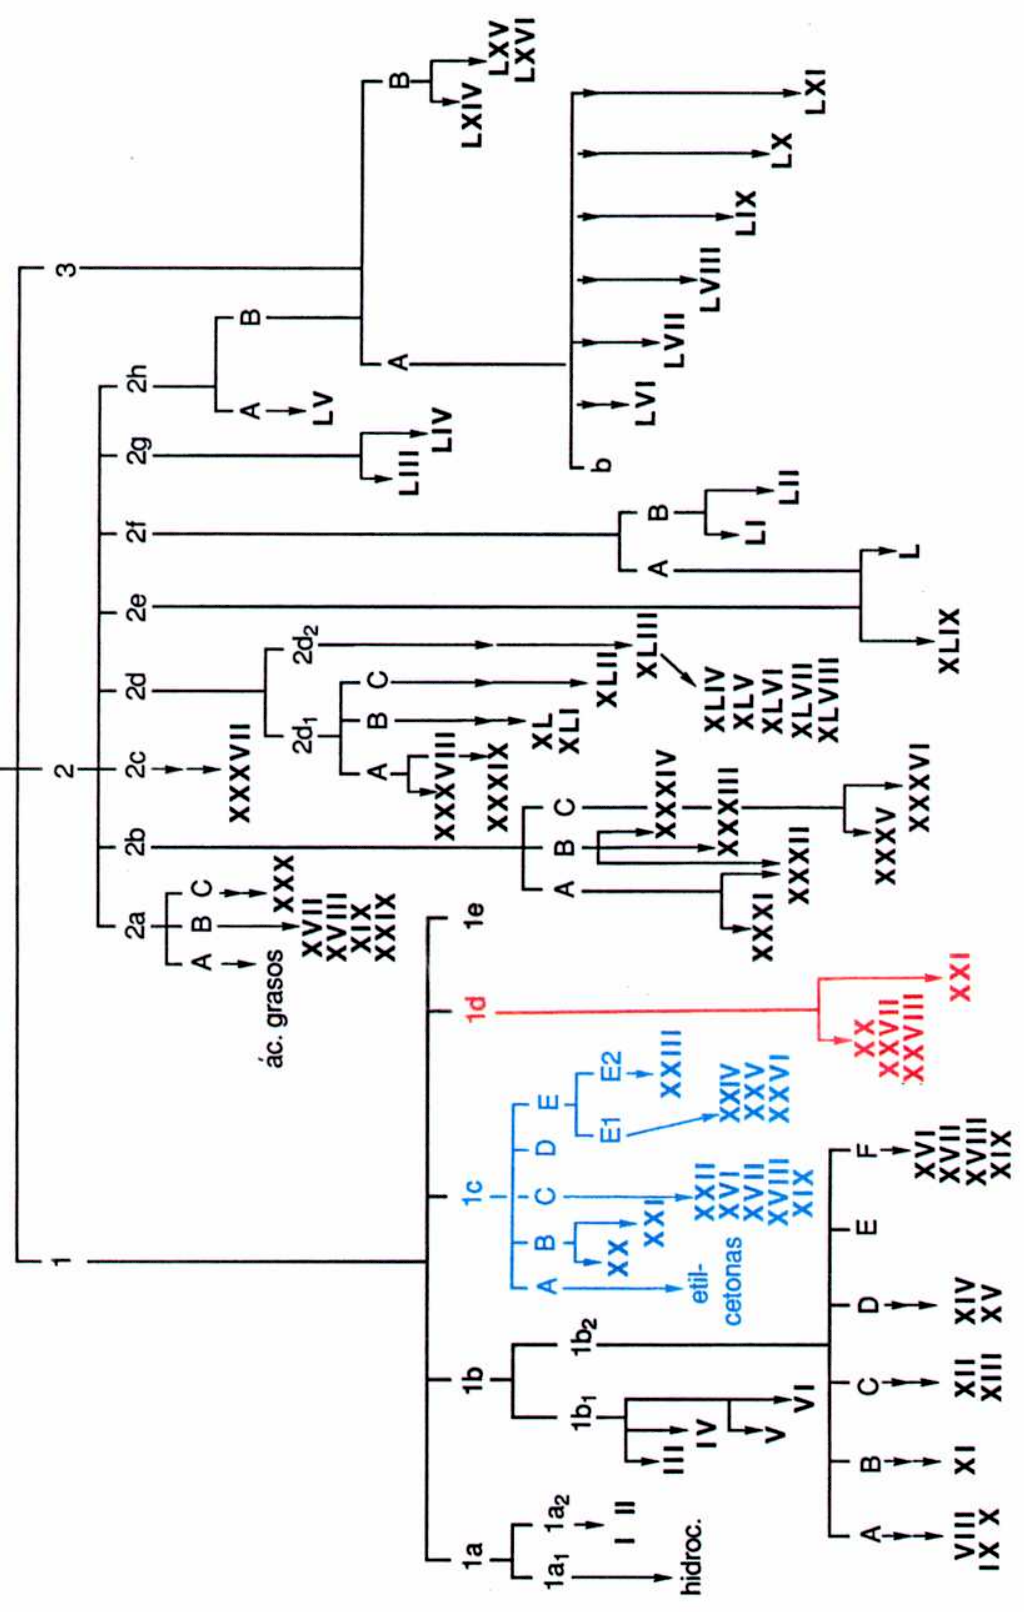 1
2
3
1a
1b
1c
1d
1e
2a
2b
2c
2d
2e
2f
2g
2h
1a1
1a2
hidroc.
I II
1b1
1b2
III
IV
V
VI
A
B
C
D
E
F
VIII
IX X
XI
XII
XIII
XIV
XV
XVI
XVII
XVIII
XIX
A
B
C
D
E
etil-
cetonas
XX
XXI
XXII
XVI
XVII
XVIII
XIX
E1
E2
XXIV
XXV
XXVI
XXIII
XX
XXVII
XXVIII
XXI
A
B
C
ác. grasos
XVII
XVIII
XIX
XXIX
XXX
A
B
C
XXXI
XXXII
XXXIII
XXXIV
XXXV
XXXVI
XXXVII
2d1
2d2
A
B
C
XXXVIII
XXXIX
XL
XLI
XLII
XLIII
XLIV
XLV
XLVI
XLVII
XLVIII
XLIX
L
A
B
LI
LII
LIII
LIV
A
B
LV
A
B
b
LVI
LVII
LVIII
LIX
LX
LXI
LXIV
LXV
LXVI